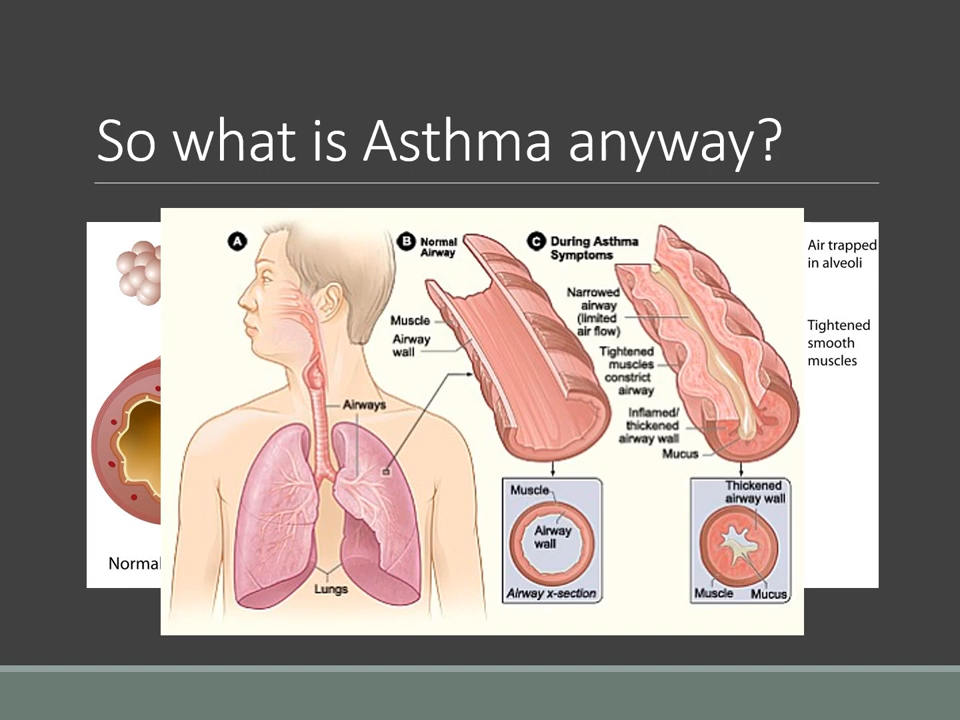 So what is Asthma anyway?
A
B Normal
Airway
Muscle
Airway
wall
C During Asthma
Symptoms
Narrowed
airway
(limited
air flow)
Tightened
muscles
constrict
airway
Inflamed/
thickened
airway wall
Mucus
Airways
Lungs
Muscle
Airway
wall
Airway x-section
Thickened
airway wall
Muscle Mucus
Air trapped
in alveoli
Tightened
smooth
muscles
Normal